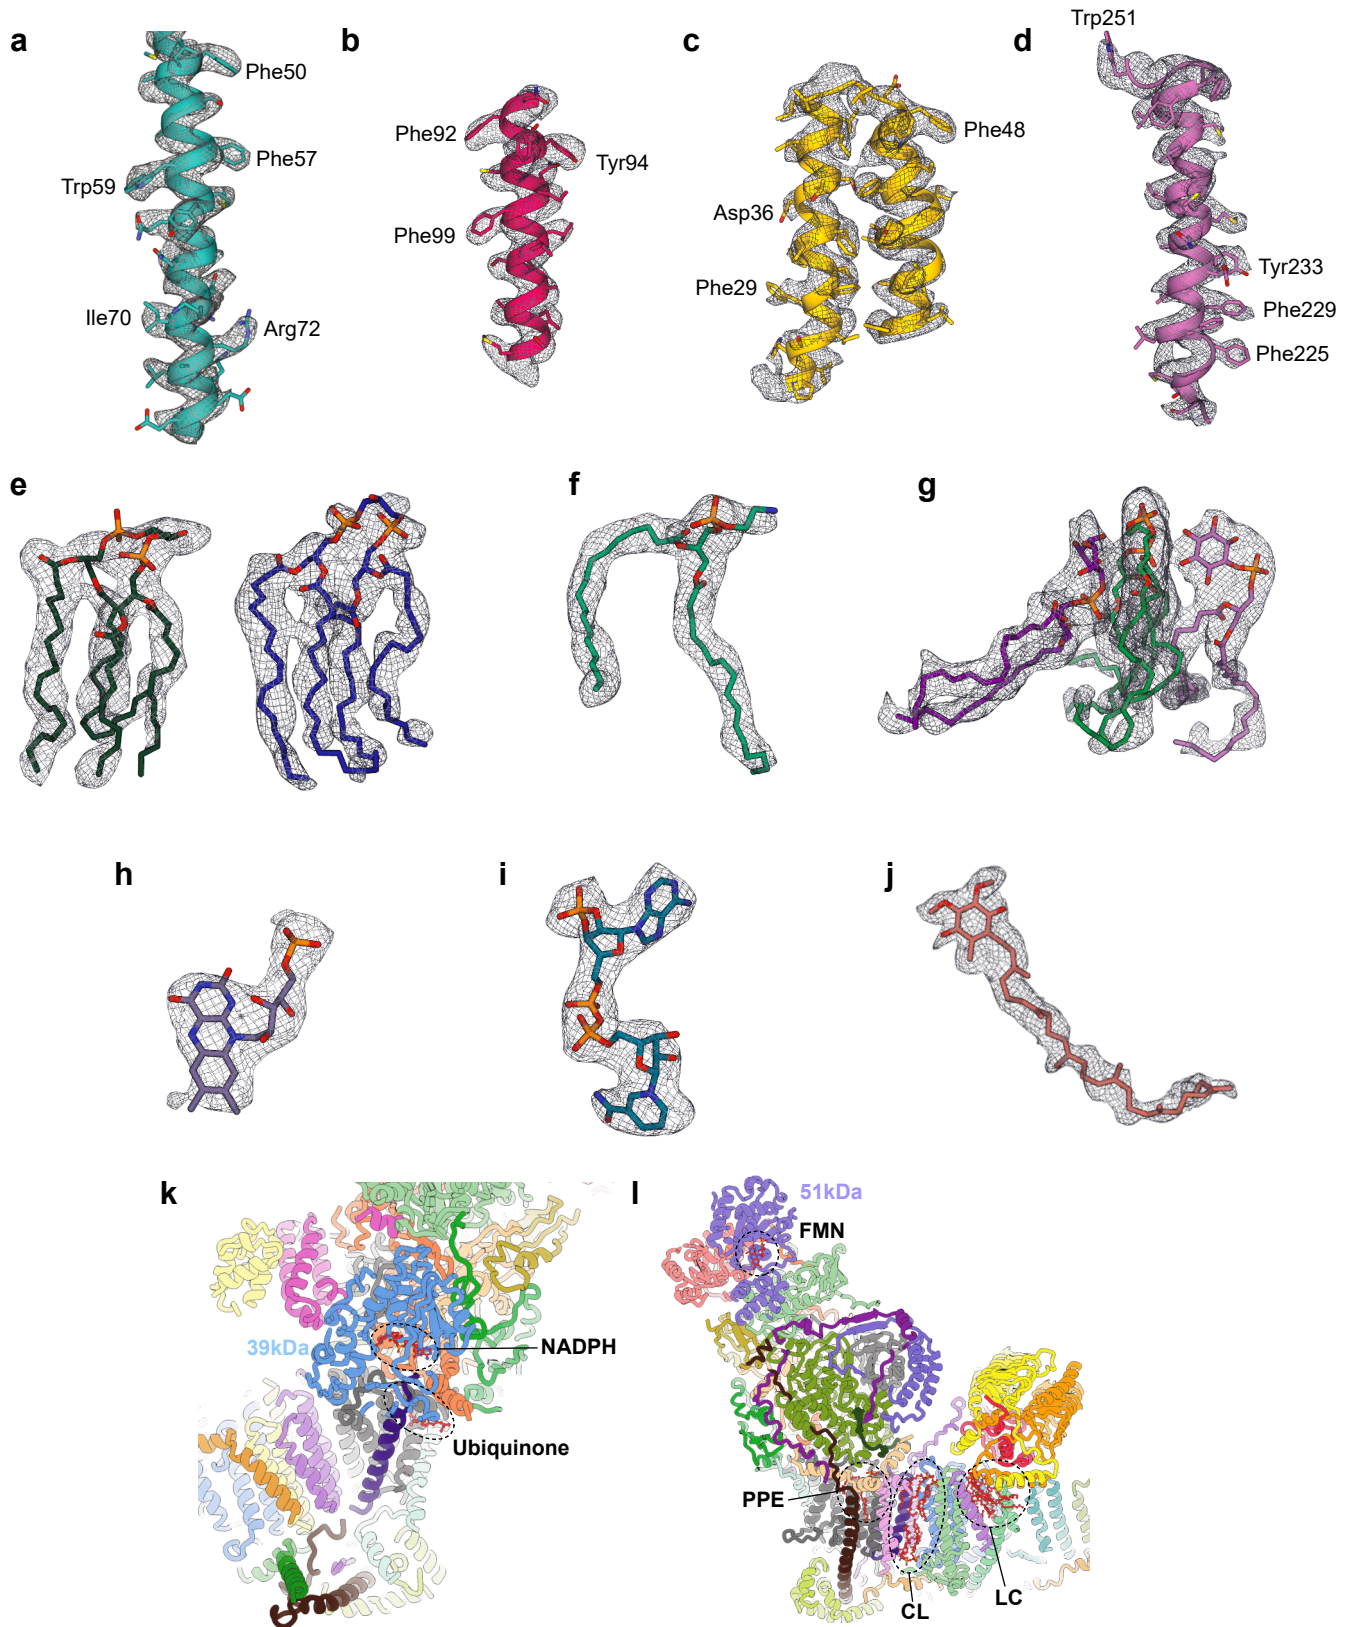 a
b
c
d
Trp251
Phe50
Phe57
Trp59
Ile70
Arg72
Phe92
Tyr94
Phe99
Phe48
Asp36
Phe29
Tyr233
Phe229
Phe225
e
f
g
h
i
j
k
39kDa
NADPH
Ubiquinone
l
51kDa
FMN
PPE
CL
LC